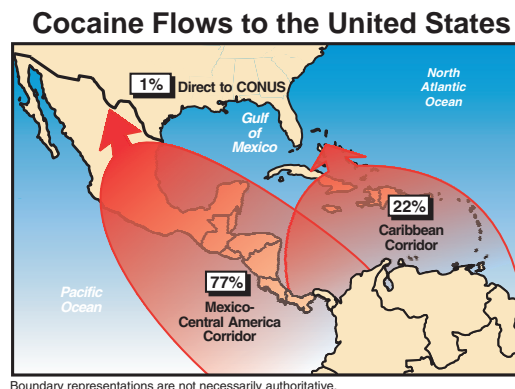 Cocaine Flows to the United States
1% Direct to CONUS
North
Atlantic
Ocean
Gulf
of
Mexico
22%
Caribbean
Corridor
77%
Mexico-
Central America
Corridor
Pacific
Ocean
Boundary representations are not necessarily authoritative.